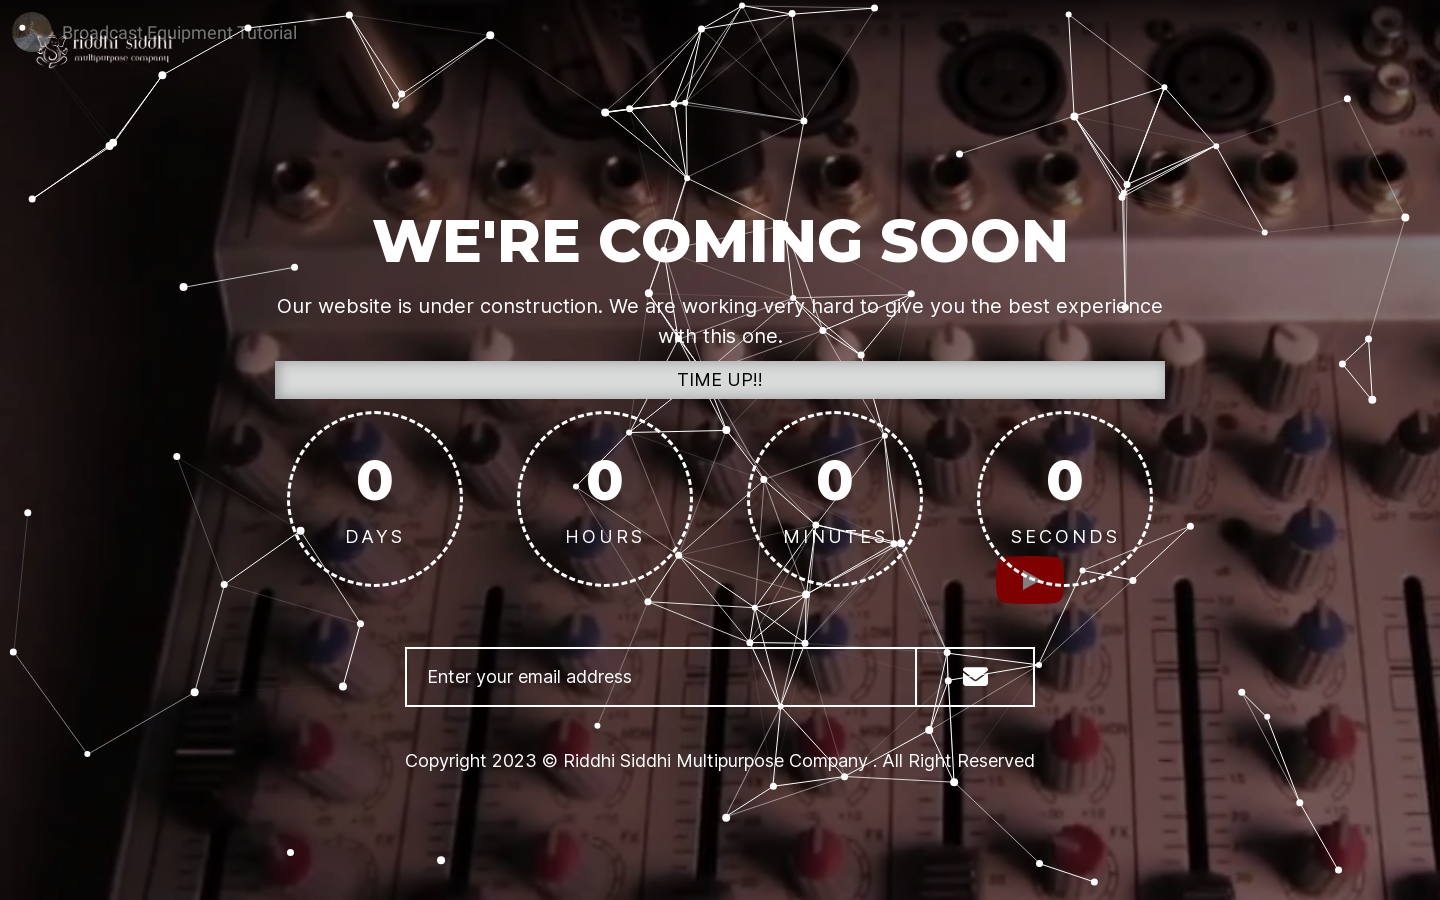 Broadcast Equipment Tutorial
riddhi siddhi
multipurpose company
WE'RE COMING SOON
Our website is under construction. We are working very hard to give you the best experience
with this one.
TIME UP!!
0 0 0 0
DAYS HOURS MINUTES SECONDS
Enter your email address
Copyright 2023 © Riddhi Siddhi Multipurpose Company . All Right Reserved